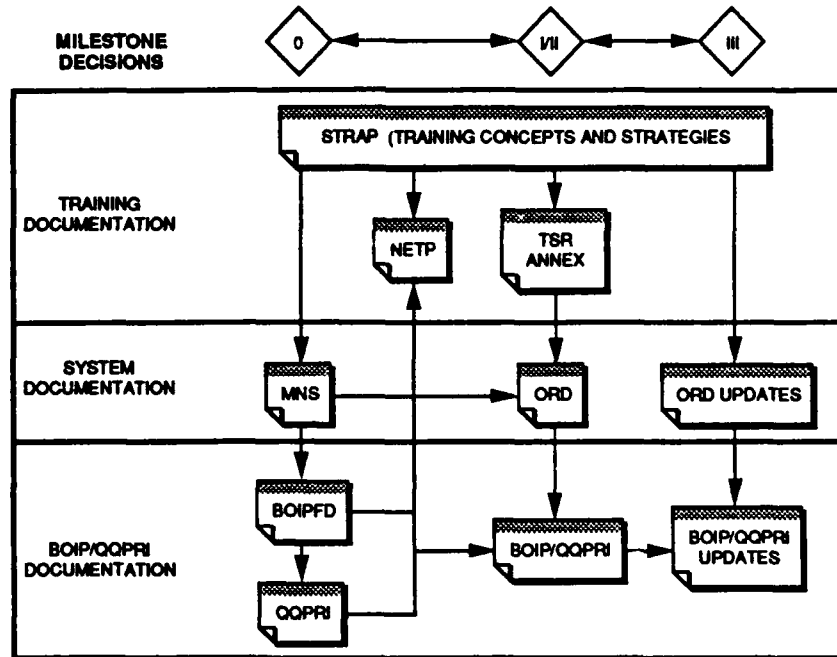 MILESTONE
DECISIONS
0
I/II
III
STRAP (TRAINING CONCEPTS AND STRATEGIES
TRAINING
DOCUMENTATION
NETP
TSR
ANNEX
SYSTEM
DOCUMENTATION
MNS
ORD
ORD UPDATES
BOIPFD
BOIP/QQPRI
DOCUMENTATION
BOIP/QQPRI
BOIP/QQPRI
UPDATES
QQPRI